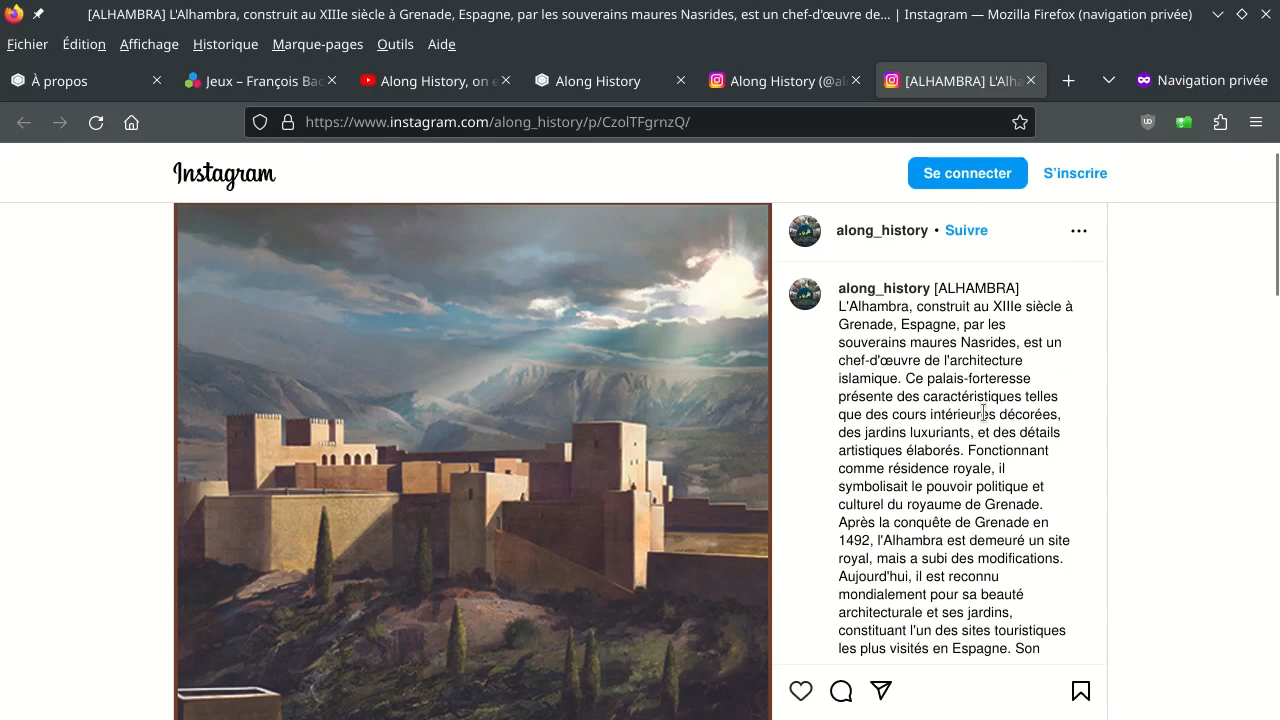 [ALHAMBRA] L'Alhambra, construit au XIIIe siècle à Grenade, Espagne, par les souverains maures Nasrides, est un chef-d'œuvre de... | Instagram — Mozilla Firefox (navigation privée)
Fichier Édition Affichage Historique Marque-pages Outils Aide
À propos Jeux – François Bac Along History, on e Along History Along History (@al [ALHAMBRA] L'Alha Navigation privée
https://www.instagram.com/along_history/p/CzolTFgrnzQ/
Instagram Se connecter S'inscrire
along_history • Suivre
along_history [ALHAMBRA]
L'Alhambra, construit au XIIIe siècle à
Grenade, Espagne, par les
souverains maures Nasrides, est un
chef-d'œuvre de l'architecture
islamique. Ce palais-forteresse
présente des caractéristiques telles
que des cours intérieures décorées,
des jardins luxuriants, et des détails
artistiques élaborés. Fonctionnant
comme résidence royale, il
symbolisait le pouvoir politique et
culturel du royaume de Grenade.
Après la conquête de Grenade en
1492, l'Alhambra est demeuré un site
royal, mais a subi des modifications.
Aujourd'hui, il est reconnu
mondialement pour sa beauté
architecturale et ses jardins,
constituant l'un des sites touristiques
les plus visités en Espagne. Son